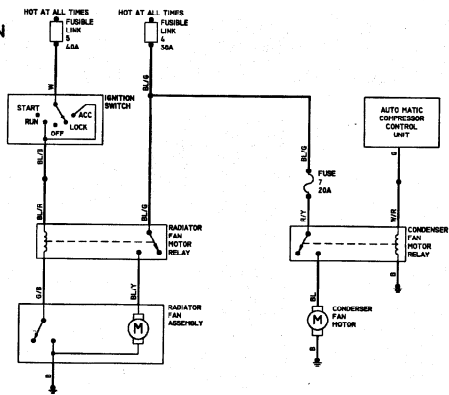 HOT AT ALL TIMES
HOT AT ALL TIMES
N
FUSIBLE
LINK
5
40A
FUSIBLE
LINK
4
30A
W
BL/G
IGNITION
SWITCH
START
RUN
OFF
ACC
LOCK
AUTO MATIC
COMPRESSOR
CONTROL
UNIT
BL/G
G
FUSE
7
20A
BL/R
BL/G
R/Y
W/R
RADIATOR
FAN
MOTOR
RELAY
CONDENSER
FAN
MOTOR
RELAY
BL/Y
BL
B
RADIATOR
FAN
ASSEMBLY
M
CONDENSER
FAN
MOTOR
M
B
B